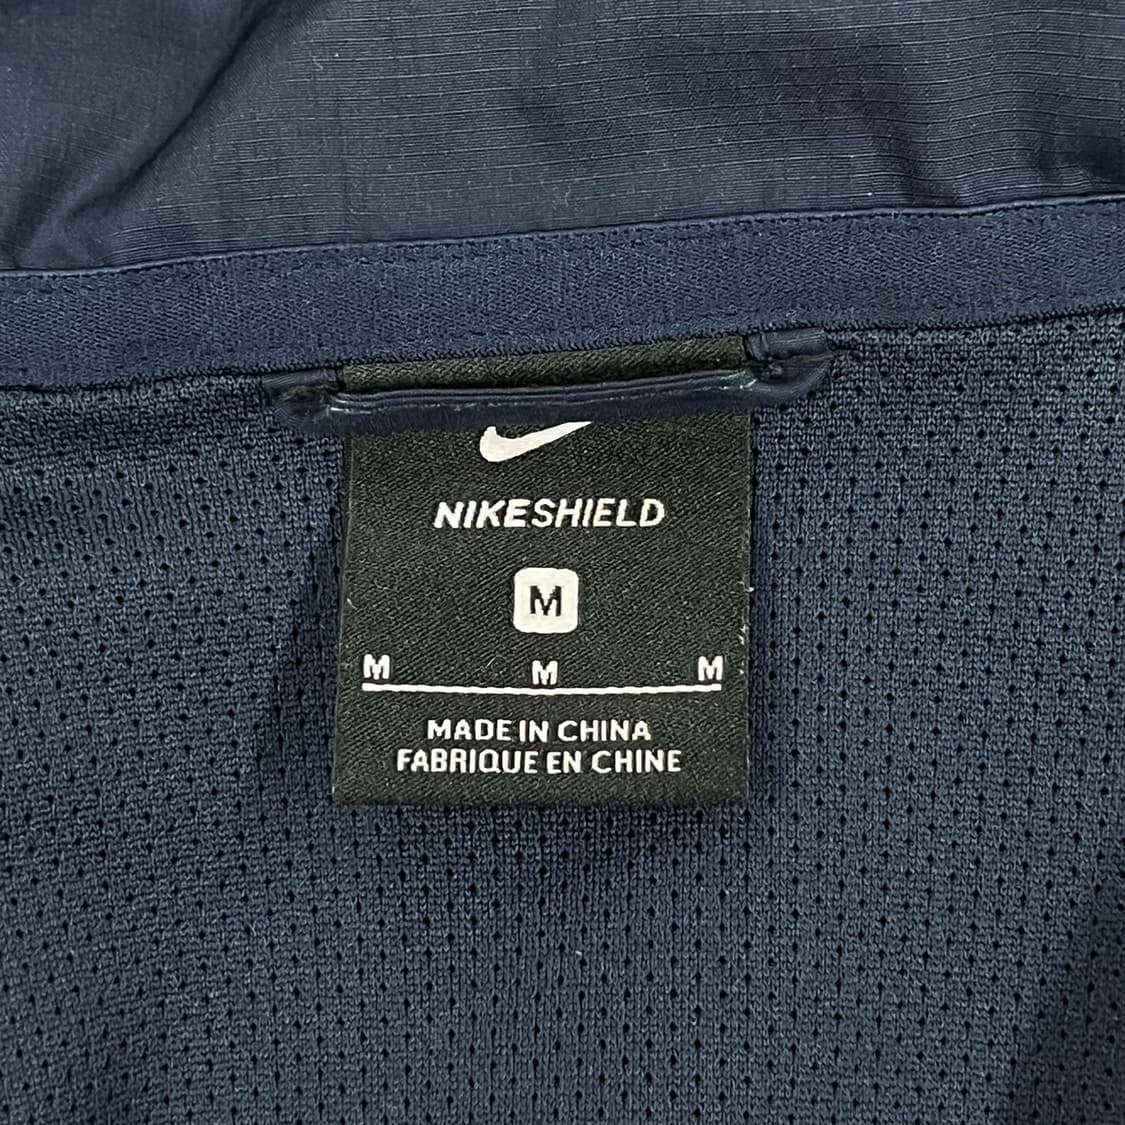 NIKESHIELD
M
M M M
MADE IN CHINA
FABRIQUE EN CHINE